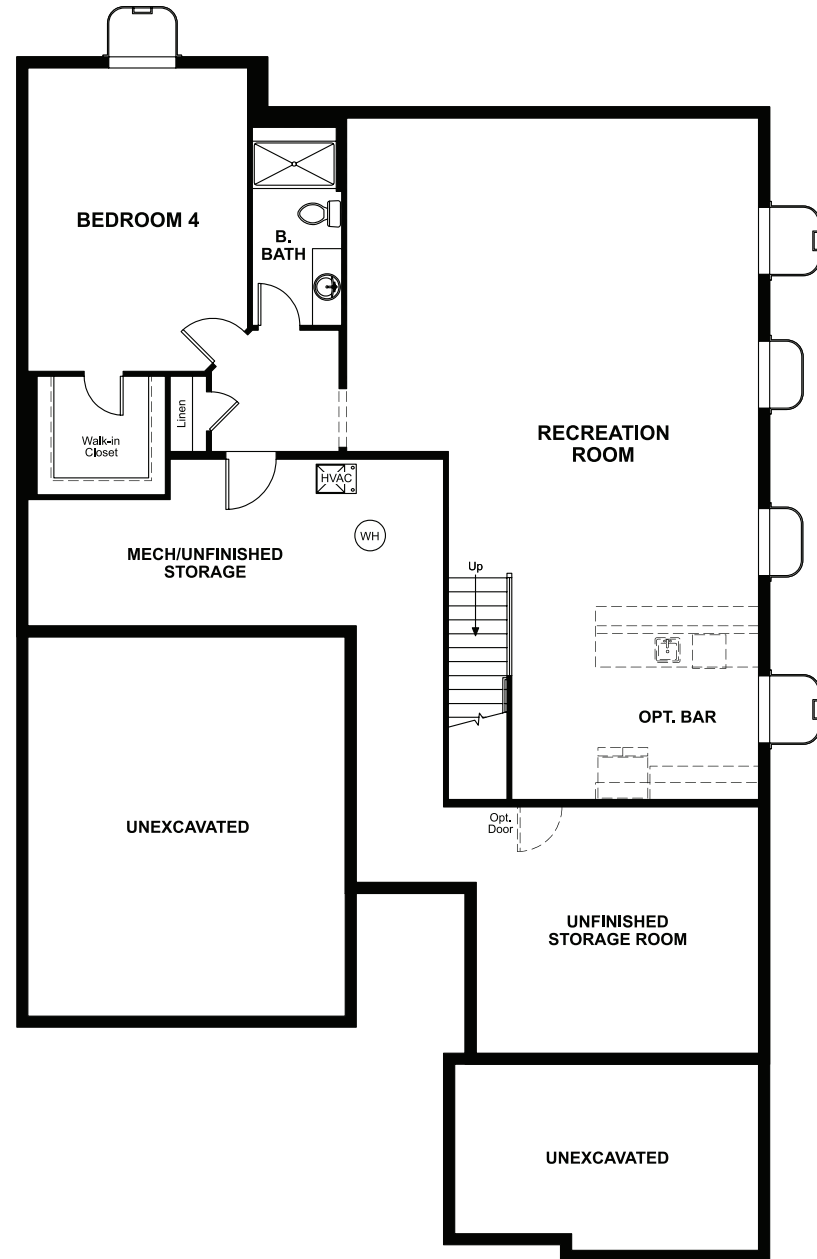 BEDROOM 4
B.
BATH
Walk-in
Closet
Linen
RECREATION
ROOM
HVAC
WH
MECH/UNFINISHED
STORAGE
Up
OPT. BAR
Opt.
Door
UNEXCAVATED
UNFINISHED
STORAGE ROOM
UNEXCAVATED